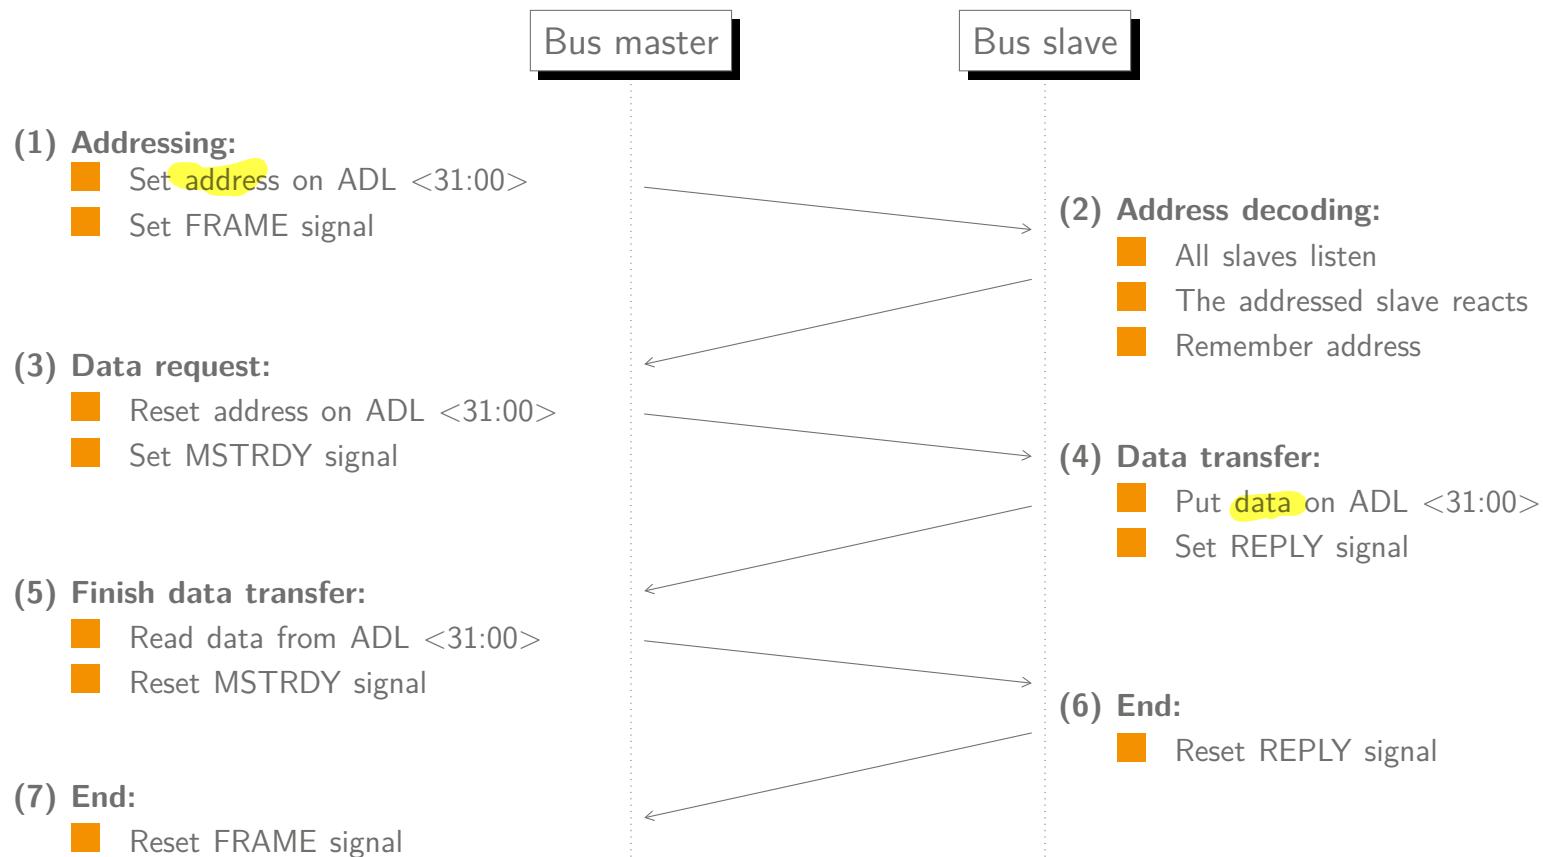 Bus master
Bus slave
(1) Addressing:
Set address on ADL <31:00>
Set FRAME signal
(2) Address decoding:
All slaves listen
The addressed slave reacts
Remember address
(3) Data request:
Reset address on ADL <31:00>
Set MSTRDY signal
(4) Data transfer:
Put data on ADL <31:00>
Set REPLY signal
(5) Finish data transfer:
Read data from ADL <31:00>
Reset MSTRDY signal
(6) End:
Reset REPLY signal
(7) End:
Reset FRAME signal